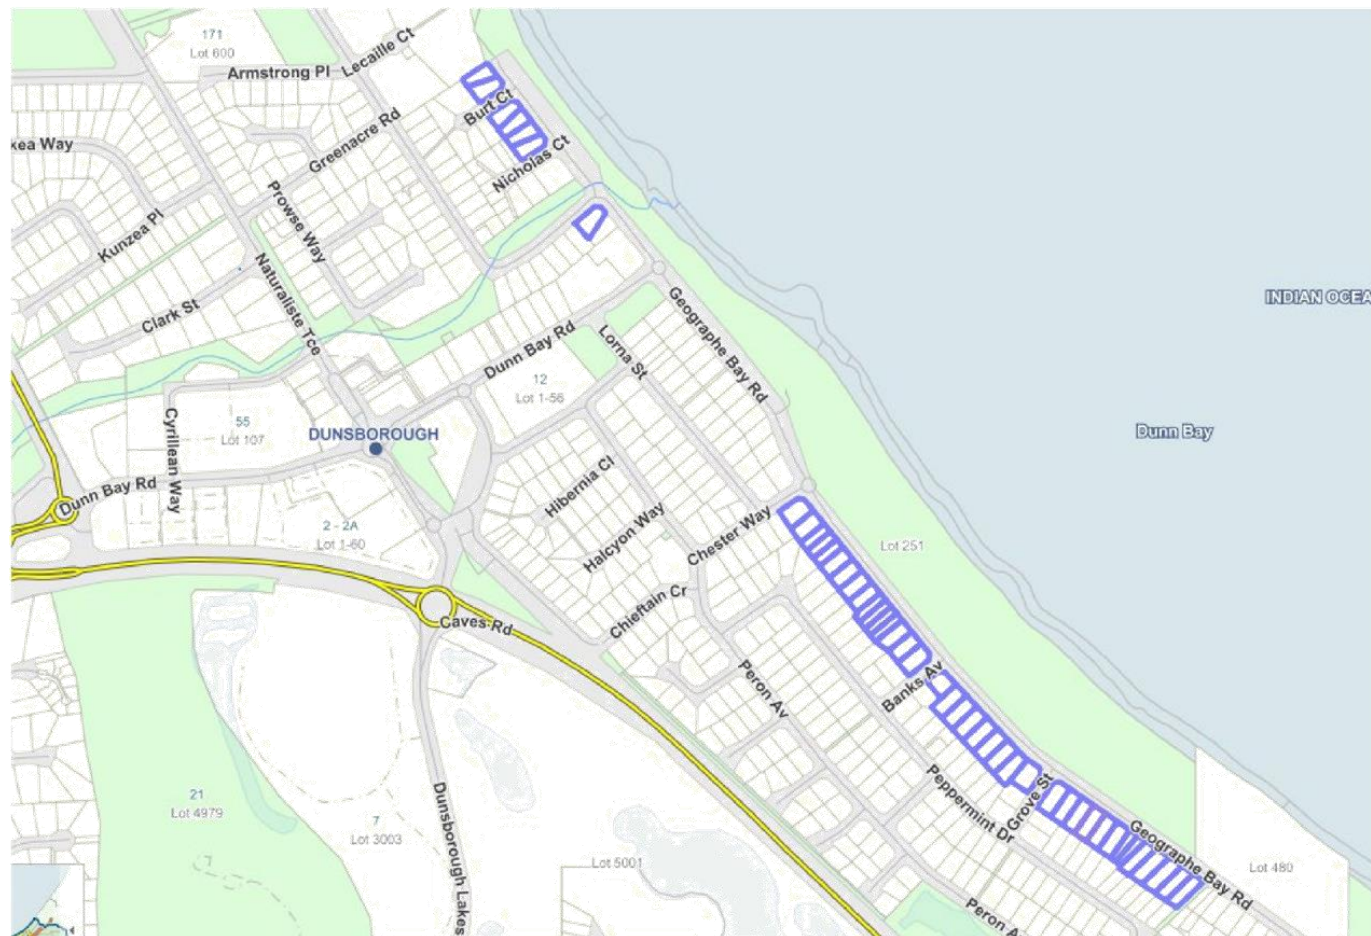 171
Lot 600
Armstrong Pl
Lecaille Ct
Burt Ct
Greenacre Rd
kea Way
Nicholas Ct
Prowse Way
Kunzea Pl
Naturaliste Tce
Clark St
Geographe Bay Rd
INDIAN OCEA
Dunn Bay Rd
Lorna St
12
Lot 1-56
55
Lot 107
DUNSBOROUGH
Cyrillean Way
Dunn Bay
Dunn Bay Rd
Hibernia Cl
2 - 2A
Lot 1-60
Halcyon Way
Chester Way
Lot 251
Chieftain Cr
Caves Rd
Peron Av
Banks Av
21
Lot 4979
7
Lot 3003
Dunsborough Lakes
Peppermint Dr
Grove St
Geographe Bay Rd
Lot 5001
Lot 480
Peron A